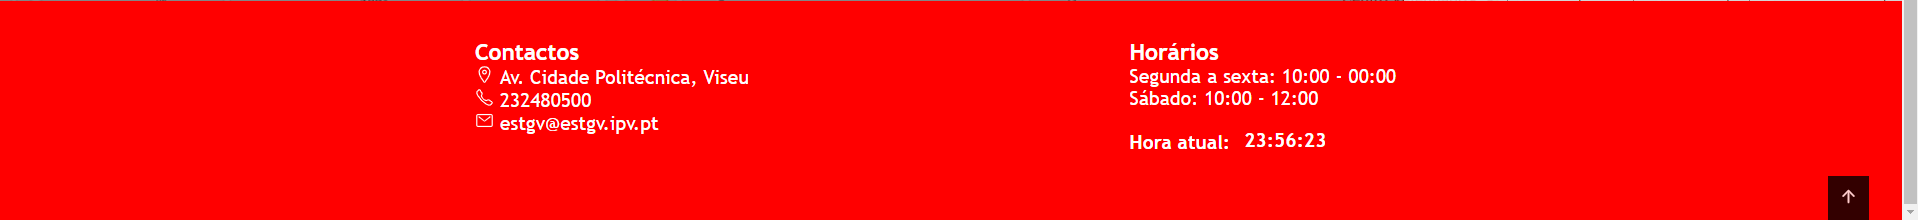 Contactos
Av. Cidade Politécnica, Viseu
232480500
estgv@estgv.ipv.pt
Horários
Segunda a sexta: 10:00 - 00:00
Sábado: 10:00 - 12:00
Hora atual: 23:56:23